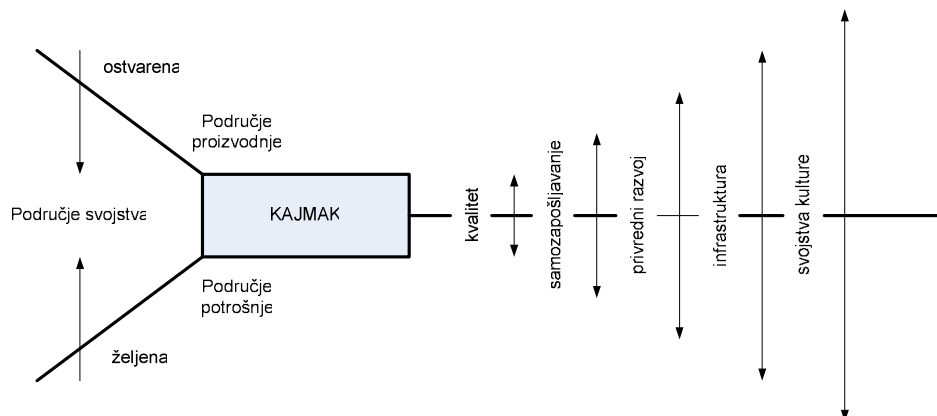 ostvarena
Područje
proizvodnje
Područje svojstva
KAJMAK
Područje
potrošnje
željena
kvalitet
samozapošljavanje
privredni razvoj
infrastruktura
svojstva kulture